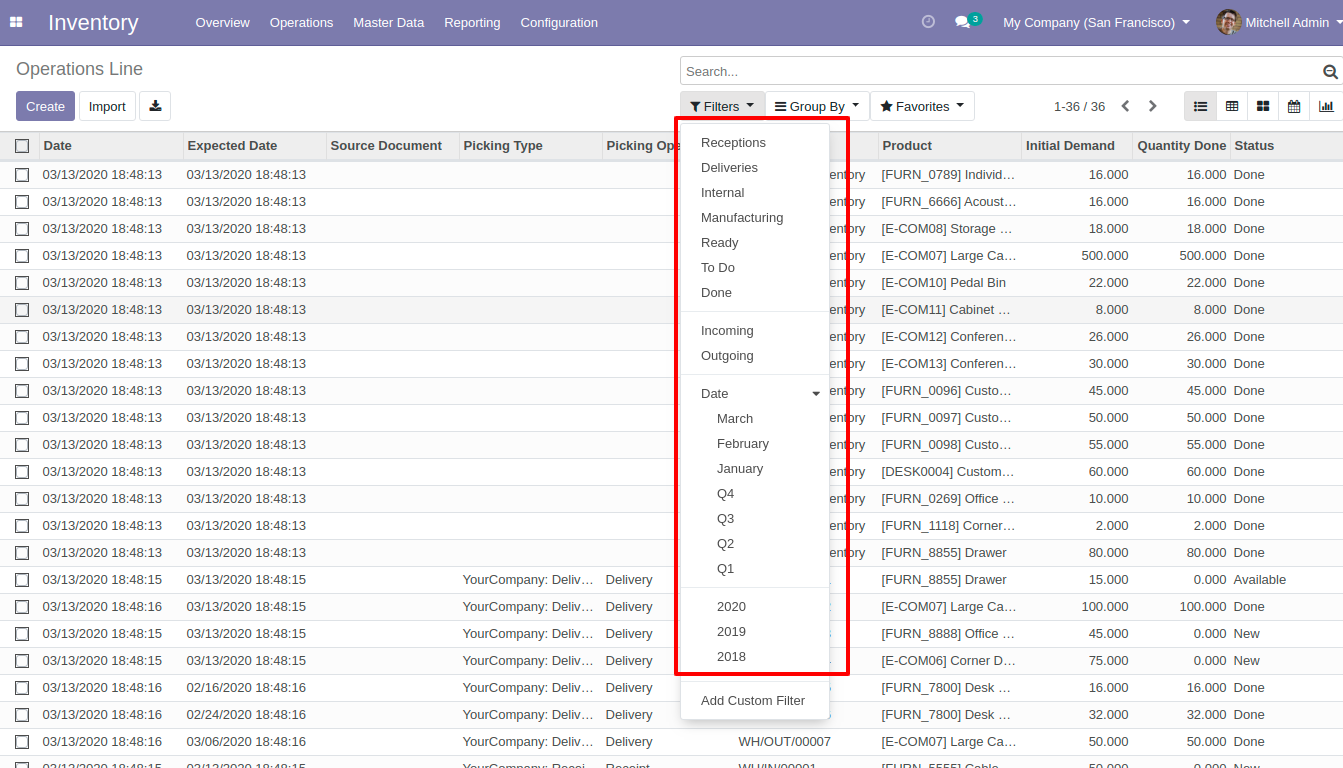 Inventory Overview Operations Master Data Reporting Configuration 3 My Company (San Francisco) Mitchell Admin
Operations Line
Search...
Create Import Filters Group By Favorites 1-36 / 36
Date Expected Date Source Document Picking Type Picking Ope Product Initial Demand Quantity Done Status
Receptions
Deliveries
Internal
Manufacturing
Ready
To Do
Done
Incoming
Outgoing
Date
March
February
January
Q4
Q3
Q2
Q1
2020
2019
2018
Add Custom Filter
03/13/2020 18:48:13 03/13/2020 18:48:13 entory [FURN_0789] Individ... 16.000 16.000 Done
03/13/2020 18:48:13 03/13/2020 18:48:13 entory [FURN_6666] Acoust... 16.000 16.000 Done
03/13/2020 18:48:13 03/13/2020 18:48:13 entory [E-COM08] Storage ... 18.000 18.000 Done
03/13/2020 18:48:13 03/13/2020 18:48:13 entory [E-COM07] Large Ca... 500.000 500.000 Done
03/13/2020 18:48:13 03/13/2020 18:48:13 entory [E-COM10] Pedal Bin 22.000 22.000 Done
03/13/2020 18:48:13 03/13/2020 18:48:13 entory [E-COM11] Cabinet ... 8.000 8.000 Done
03/13/2020 18:48:13 03/13/2020 18:48:13 entory [E-COM12] Conferen... 26.000 26.000 Done
03/13/2020 18:48:13 03/13/2020 18:48:13 entory [E-COM13] Conferen... 30.000 30.000 Done
03/13/2020 18:48:13 03/13/2020 18:48:13 entory [FURN_0096] Custo... 45.000 45.000 Done
03/13/2020 18:48:13 03/13/2020 18:48:13 entory [FURN_0097] Custo... 50.000 50.000 Done
03/13/2020 18:48:13 03/13/2020 18:48:13 entory [FURN_0098] Custo... 55.000 55.000 Done
03/13/2020 18:48:13 03/13/2020 18:48:13 entory [DESK0004] Custom... 60.000 60.000 Done
03/13/2020 18:48:13 03/13/2020 18:48:13 entory [FURN_0269] Office ... 10.000 10.000 Done
03/13/2020 18:48:13 03/13/2020 18:48:13 entory [FURN_1118] Corner... 2.000 2.000 Done
03/13/2020 18:48:13 03/13/2020 18:48:13 entory [FURN_8855] Drawer 80.000 80.000 Done
03/13/2020 18:48:15 03/13/2020 18:48:15 YourCompany: Deliv... Delivery [FURN_8855] Drawer 15.000 0.000 Available
03/13/2020 18:48:16 03/13/2020 18:48:15 YourCompany: Deliv... Delivery [E-COM07] Large Ca... 100.000 100.000 Done
03/13/2020 18:48:15 03/13/2020 18:48:15 YourCompany: Deliv... Delivery [FURN_8888] Office ... 45.000 0.000 New
03/13/2020 18:48:15 03/13/2020 18:48:15 YourCompany: Deliv... Delivery [E-COM06] Corner D... 75.000 0.000 New
03/13/2020 18:48:16 02/16/2020 18:48:16 YourCompany: Deliv... Delivery [FURN_7800] Desk ... 16.000 16.000 Done
03/13/2020 18:48:16 02/24/2020 18:48:16 YourCompany: Deliv... Delivery [FURN_7800] Desk ... 32.000 32.000 Done
03/13/2020 18:48:16 03/06/2020 18:48:16 YourCompany: Deliv... Delivery WH/OUT/00007 [E-COM07] Large Ca... 50.000 50.000 Done
03/13/2020 18:48:15 03/13/2020 18:48:15 YourCompany: Recei... Receipt WH/IN/00001 [FURN_5555] Cable 50.000 0.000 New